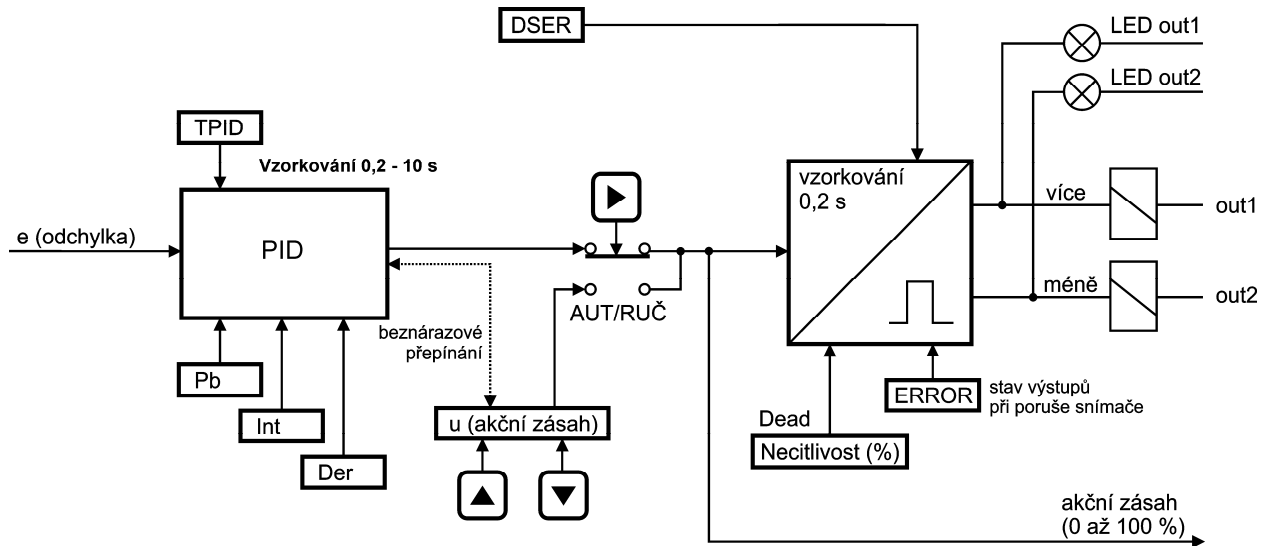 DSER
LED out1
LED out2
TPID
Vzorkování 0,2 - 10 s
vzorkování
0,2 s
více
out1
e (odchylka)
PID
méně
out2
AUT/RUČ
beznárazové
přepínání
Pb
ERROR
stav výstupů
při poruše snímače
Int
u (akční zásah)
Dead
Necitlivost (%)
Der
akční zásah
(0 až 100 %)